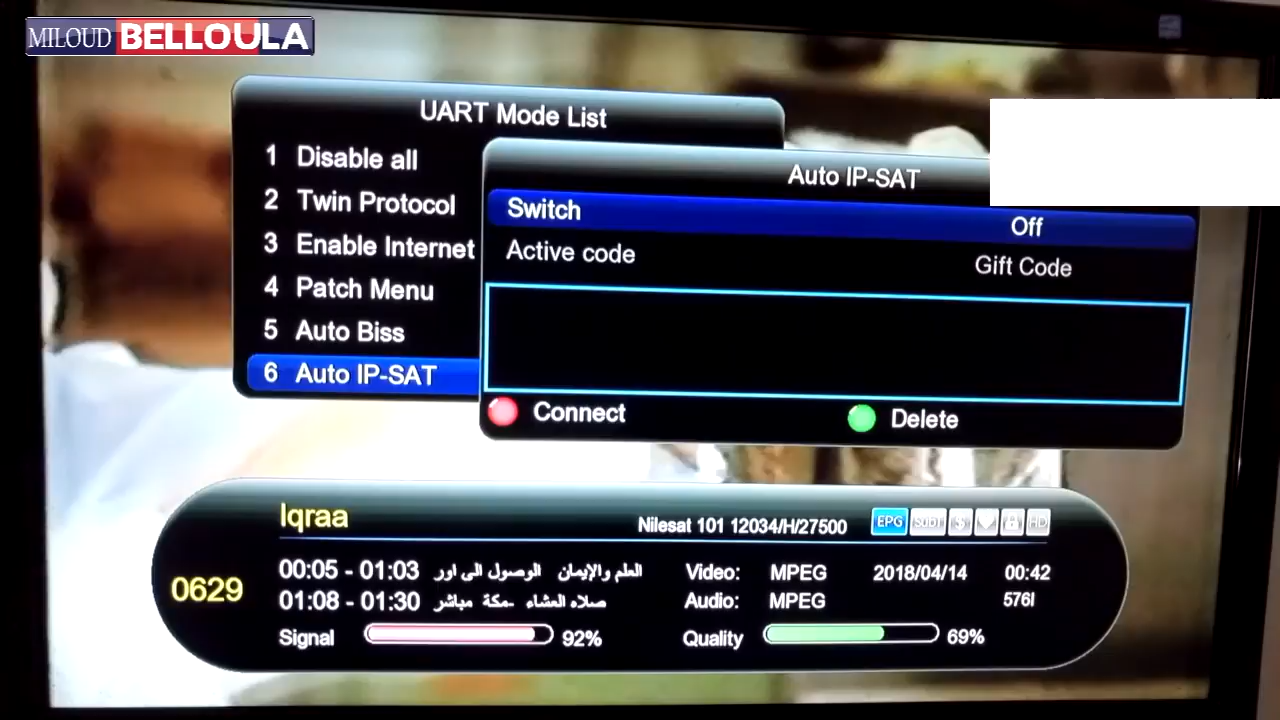 MILOUD BELLOULA
UART Mode List
1 Disable all
2 Twin Protocol
3 Enable Internet
4 Patch Menu
5 Auto Biss
6 Auto IP-SAT
Auto IP-SAT
Switch Off
Active code Gift Code
Connect Delete
Iqraa
Nilesat 101 12034/H/27500 EPG SUBT $ HD
0629
00:05 - 01:03 العلم والإيمان الوصول الى اور
Video: MPEG 2018/04/14 00:42
01:08 - 01:30 صلاه العشاء -مكة مباشر
Audio: MPEG 576I
Signal 92% Quality 69%